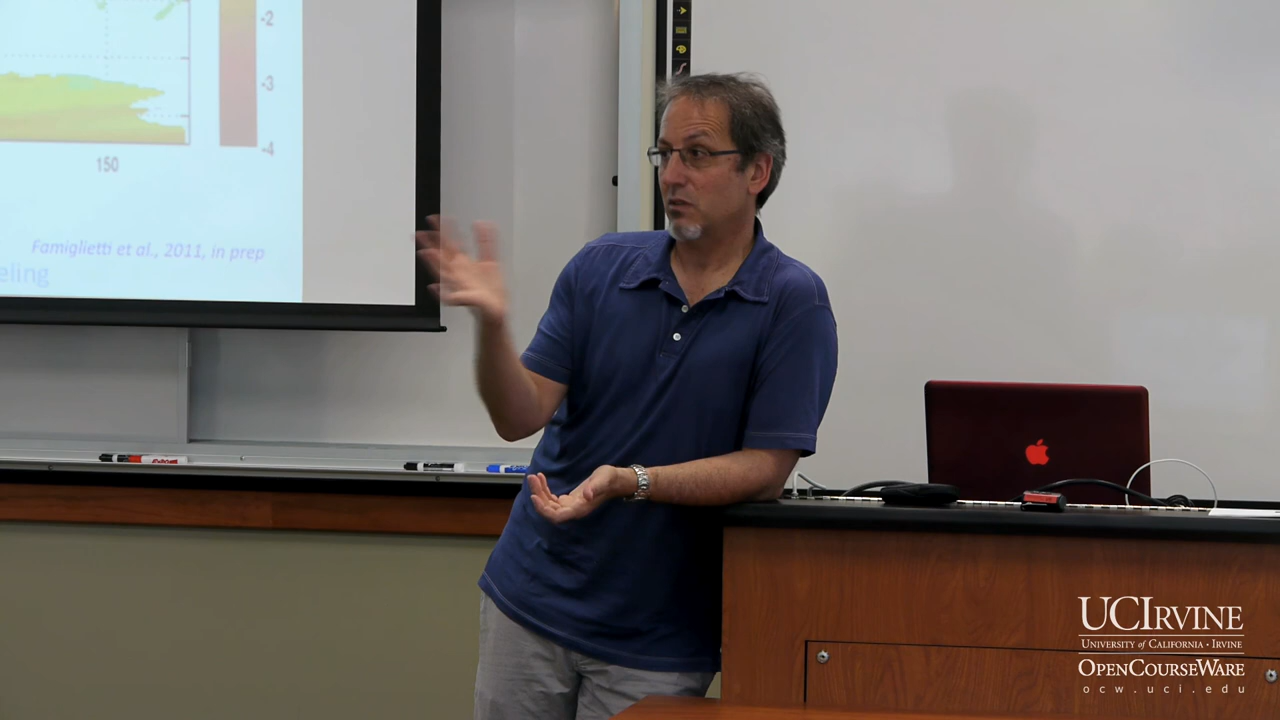 -2
-3
-4
150
Famiglietti et al., 2011, in prep
eling
UCIRVINE
UNIVERSITY of CALIFORNIA · IRVINE
OPENCOURSEWARE
ocw.uci.edu